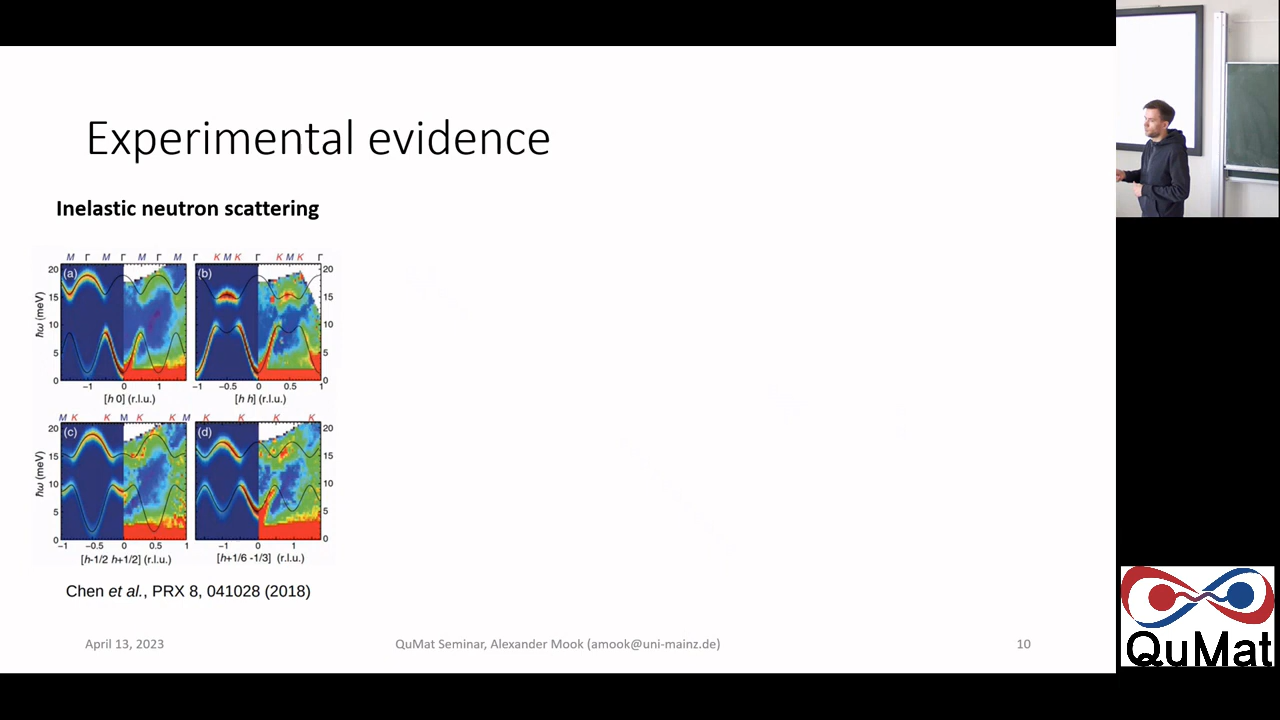 Experimental evidence
Inelastic neutron scattering
M Γ M Γ M Γ M Γ K M K Γ K M K Γ
(a) (b)
20 15 10 5 0
20 15 10 5 0
ħω (meV)
−1 0 1 −1 −0.5 0 0.5 1
[h 0] (r.l.u.) [h h] (r.l.u.)
M K K M K K M K K K K
(c) (d)
20 15 10 5 0
20 15 10 5 0
ħω (meV)
−1 −0.5 0 0.5 1 −1 0 1
[h-1/2 h+1/2] (r.l.u.) [h+1/6 -1/3] (r.l.u.)
Chen et al., PRX 8, 041028 (2018)
April 13, 2023 QuMat Seminar, Alexander Mook (amook@uni-mainz.de) 10
QuMat